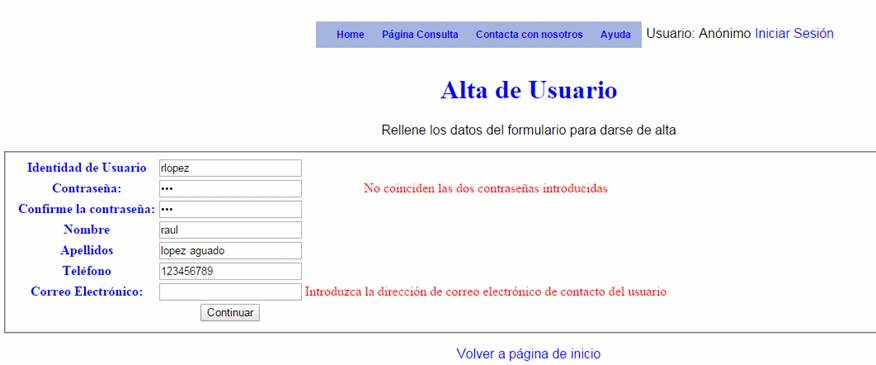 Home Página Consulta Contacta con nosotros Ayuda Usuario: Anónimo Iniciar Sesión
Alta de Usuario
Rellene los datos del formulario para darse de alta
Identidad de Usuario rlopez
Contraseña: ••• No coinciden las dos contraseñas introducidas
Confirme la contraseña: •••
Nombre raul
Apellidos lopez aguado
Teléfono 123456789
Correo Electrónico: Introduzca la dirección de correo electrónico de contacto del usuario
Continuar
Volver a página de inicio